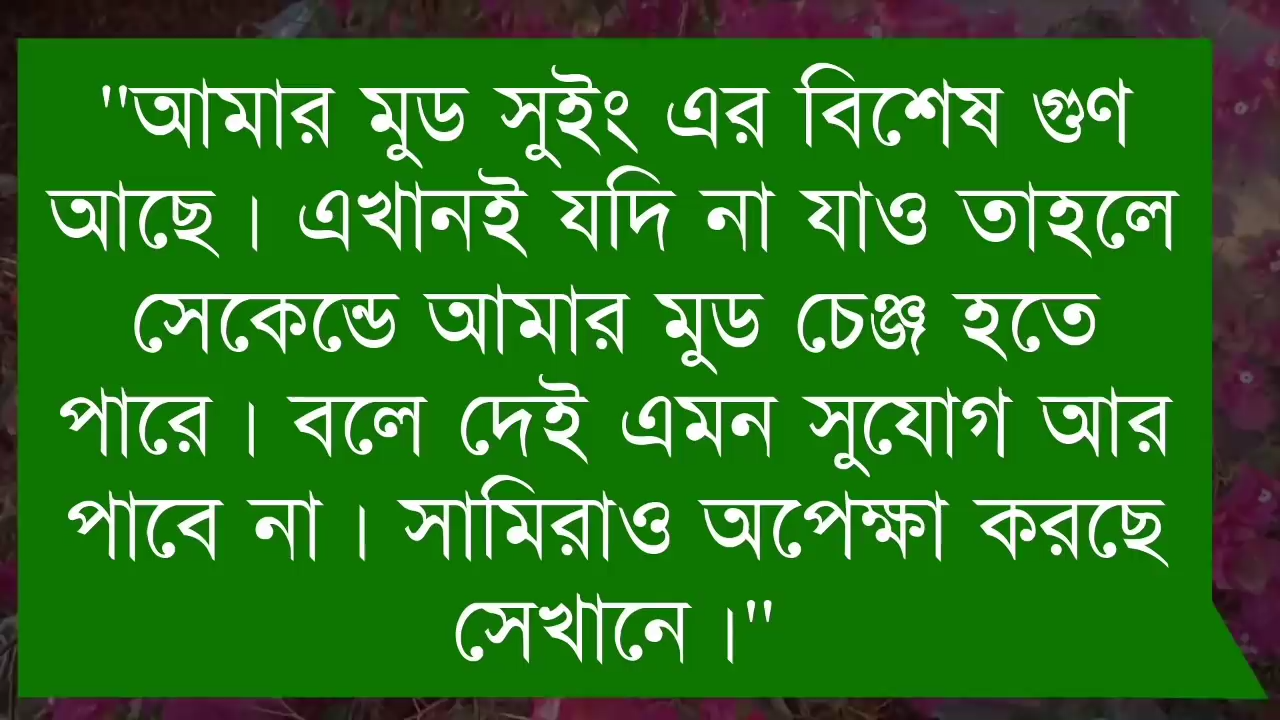 "আমার মুড সুইং এর বিশেষ গুণ
আছে। এখানই যদি না যাও তাহলে
সেকেন্ডে আমার মুড চেঞ্জ হতে
পারে। বলে দেই এমন সুযোগ আর
পাবে না। সামিরাও অপেক্ষা করছে
সেখানে।"